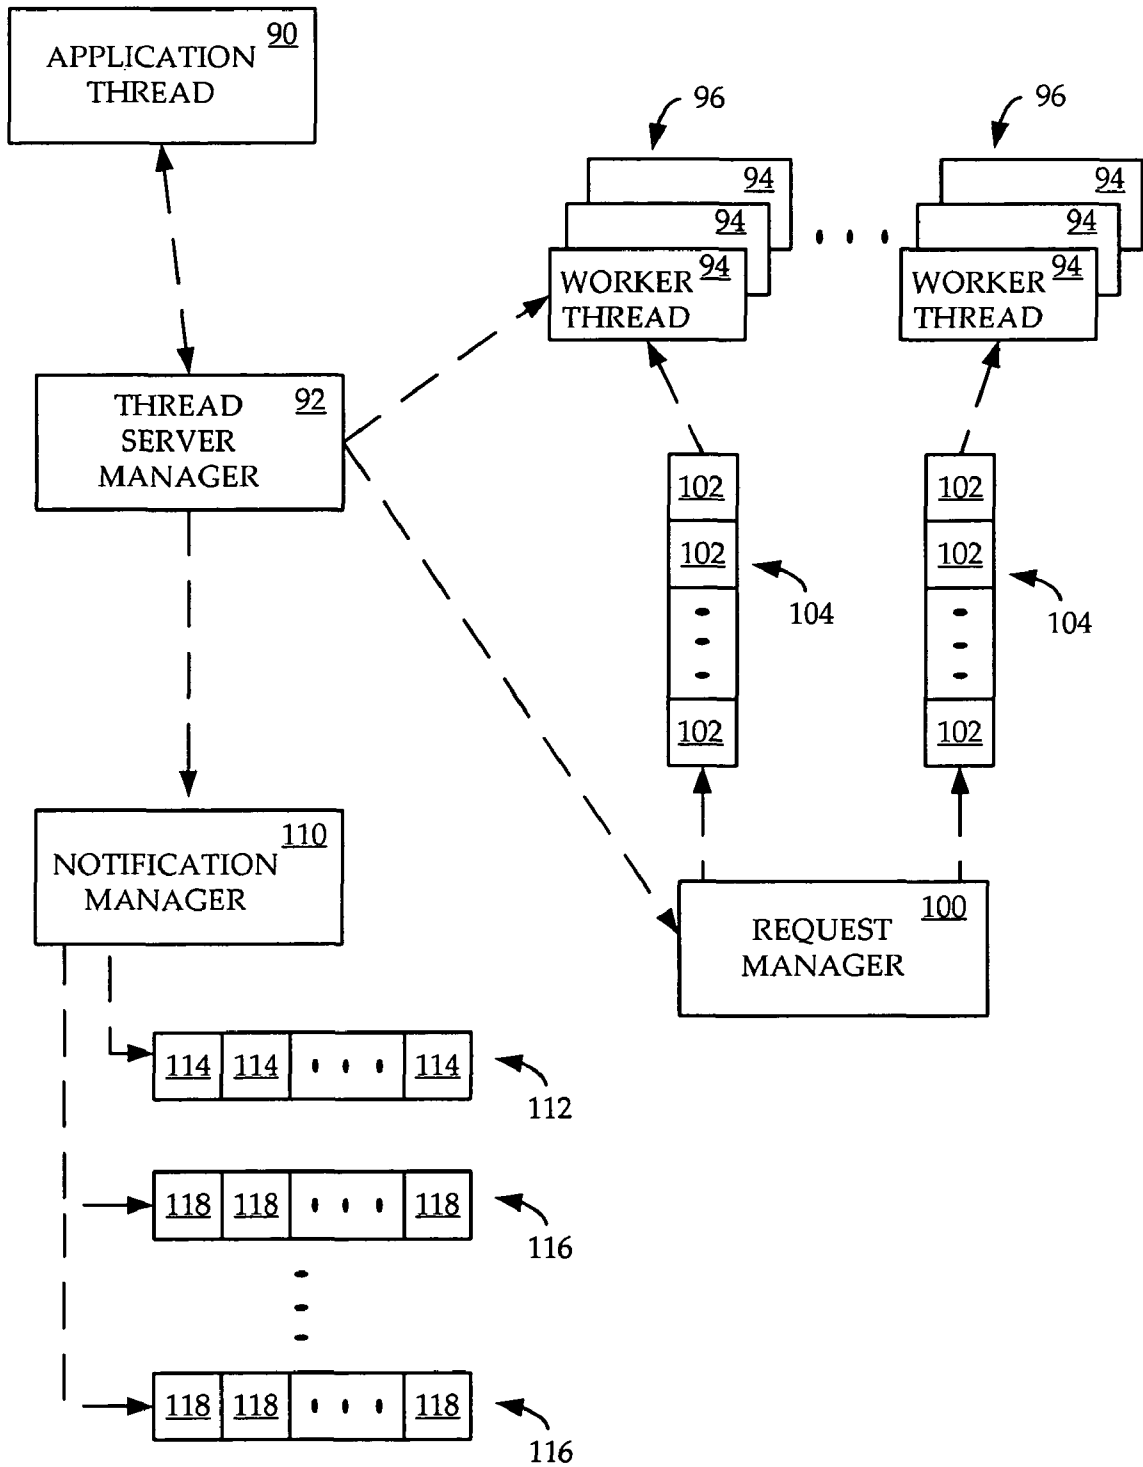 90
APPLICATION
THREAD
96
96
94
94
94
94
94
WORKER
THREAD
94
WORKER
THREAD
92
THREAD
SERVER
MANAGER
102
102
102
102
104
104
102
102
110
NOTIFICATION
MANAGER
100
REQUEST
MANAGER
114 114 114
112
118 118 118
116
118 118 118
116